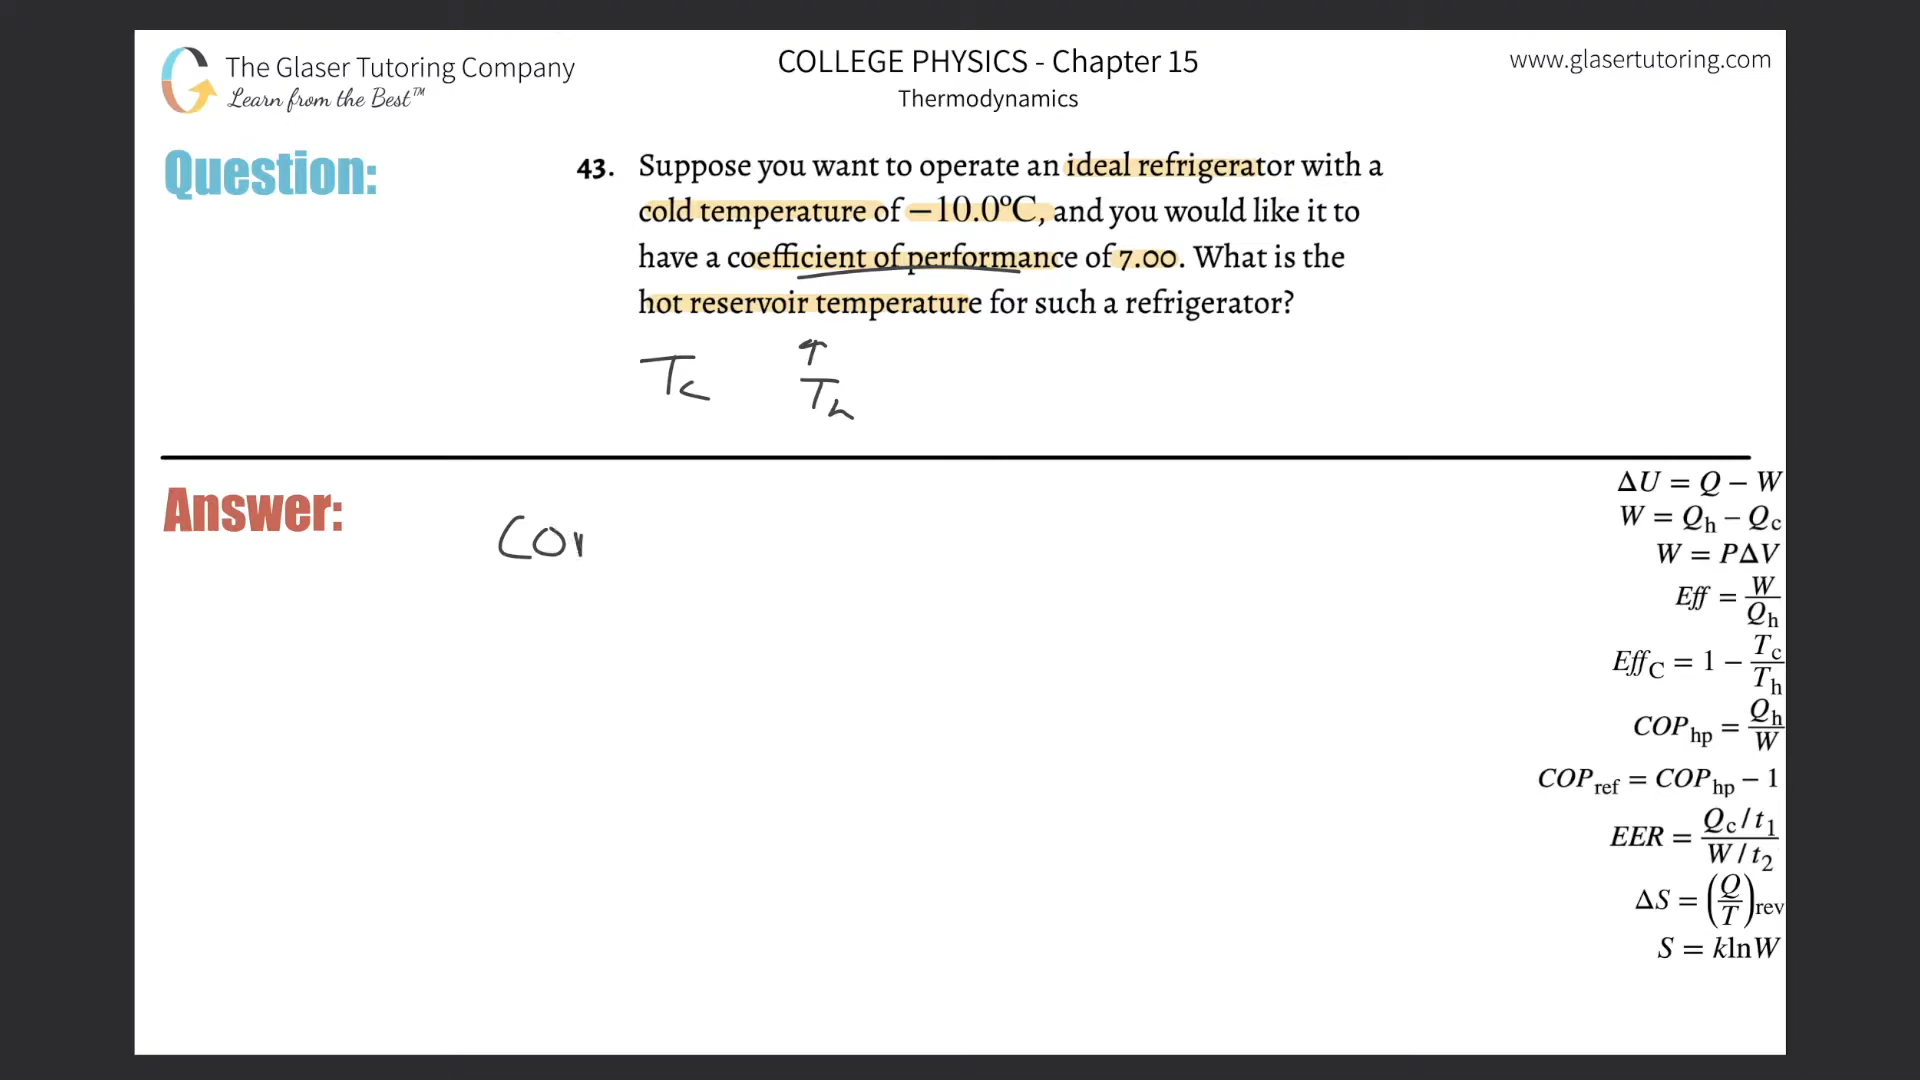 The Glaser Tutoring Company
Learn from the Best™
COLLEGE PHYSICS - Chapter 15
Thermodynamics
www.glasertutoring.com
Question:
43. Suppose you want to operate an ideal refrigerator with a
cold temperature of −10.0ºC, and you would like it to
have a coefficient of performance of 7.00. What is the
hot reservoir temperature for such a refrigerator?
Tc Th
Answer:
CO
ΔU = Q − W
W = Qh − Qc
W = PΔV
Eff = W/Qh
EffC = 1 − Tc/Th
COPhp = Qh/W
COPref = COPhp − 1
EER = (Qc/t1)/(W/t2)
ΔS = (Q/T)rev
S = klnW